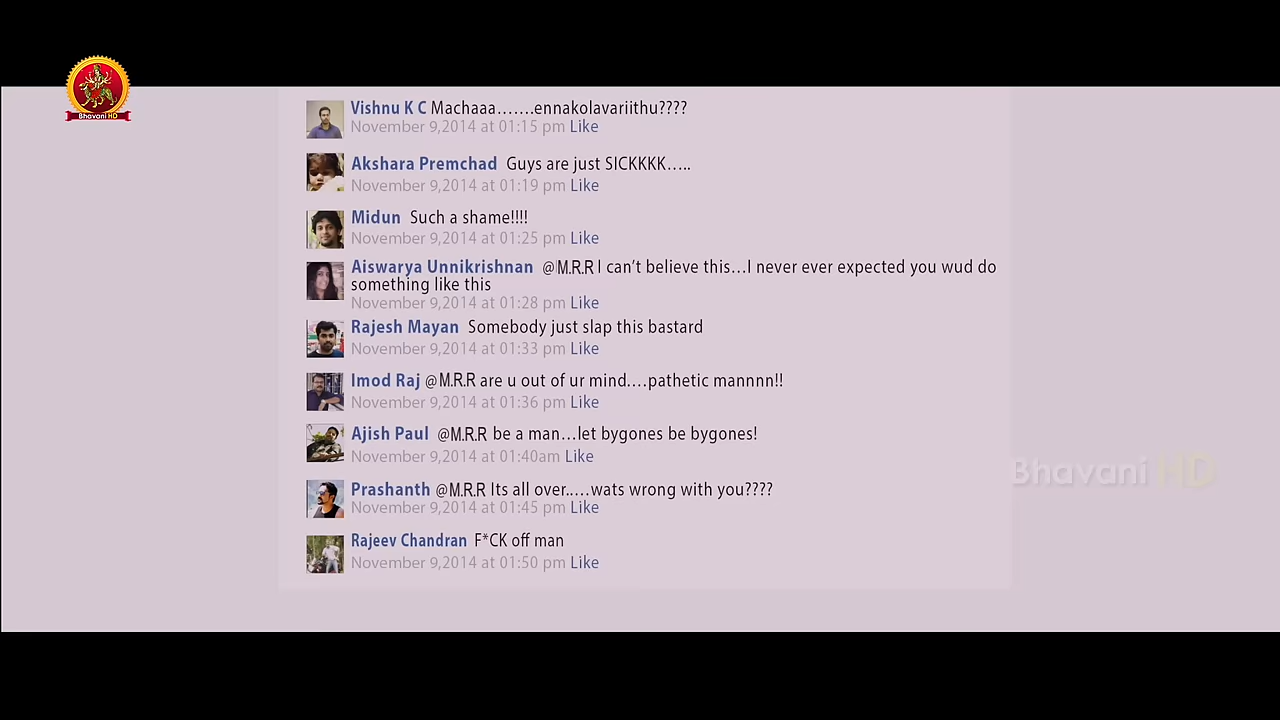 Bhavani HD
Vishnu K C Machaaa.......ennakolavariithu????
November 9,2014 at 01:15 pm Like
Akshara Premchad Guys are just SICKKKK.....
November 9,2014 at 01:19 pm Like
Midun Such a shame!!!!
November 9,2014 at 01:25 pm Like
Aiswarya Unnikrishnan @M.R.R I can't believe this...I never ever expected you wud do
something like this
November 9,2014 at 01:28 pm Like
Rajesh Mayan Somebody just slap this bastard
November 9,2014 at 01:33 pm Like
Imod Raj @M.R.R are u out of ur mind....pathetic mannnn!!
November 9,2014 at 01:36 pm Like
Ajish Paul @M.R.R be a man...let bygones be bygones!
November 9,2014 at 01:40am Like
Bhavani HD
Prashanth @M.R.R Its all over.....wats wrong with you????
November 9,2014 at 01:45 pm Like
Rajeev Chandran F*CK off man
November 9,2014 at 01:50 pm Like